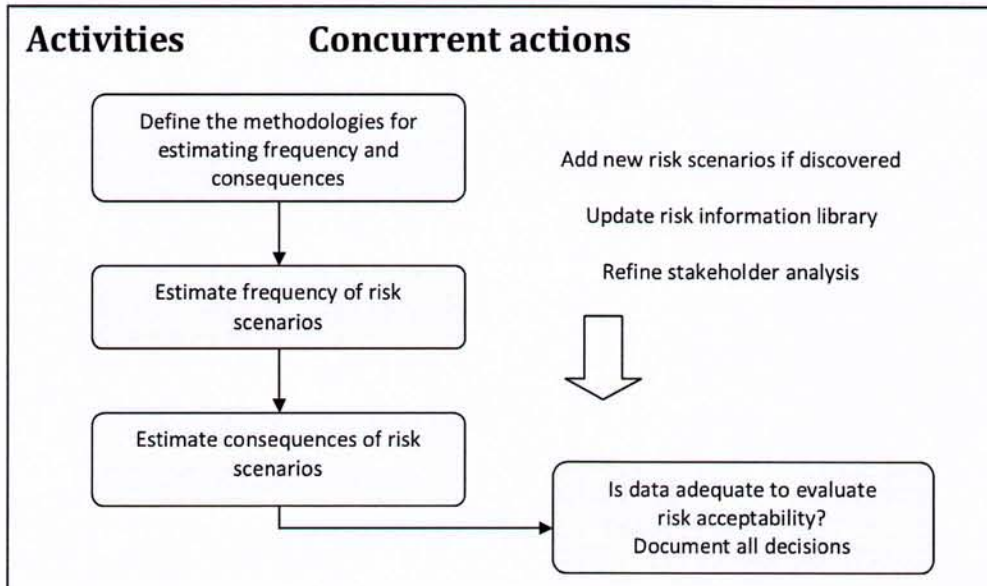 Activities Concurrent actions
Define the methodologies for
estimating frequency and
consequences
Add new risk scenarios if discovered
Update risk information library
Refine stakeholder analysis
Estimate frequency of risk
scenarios
Estimate consequences of risk
scenarios
Is data adequate to evaluate
risk acceptability?
Document all decisions